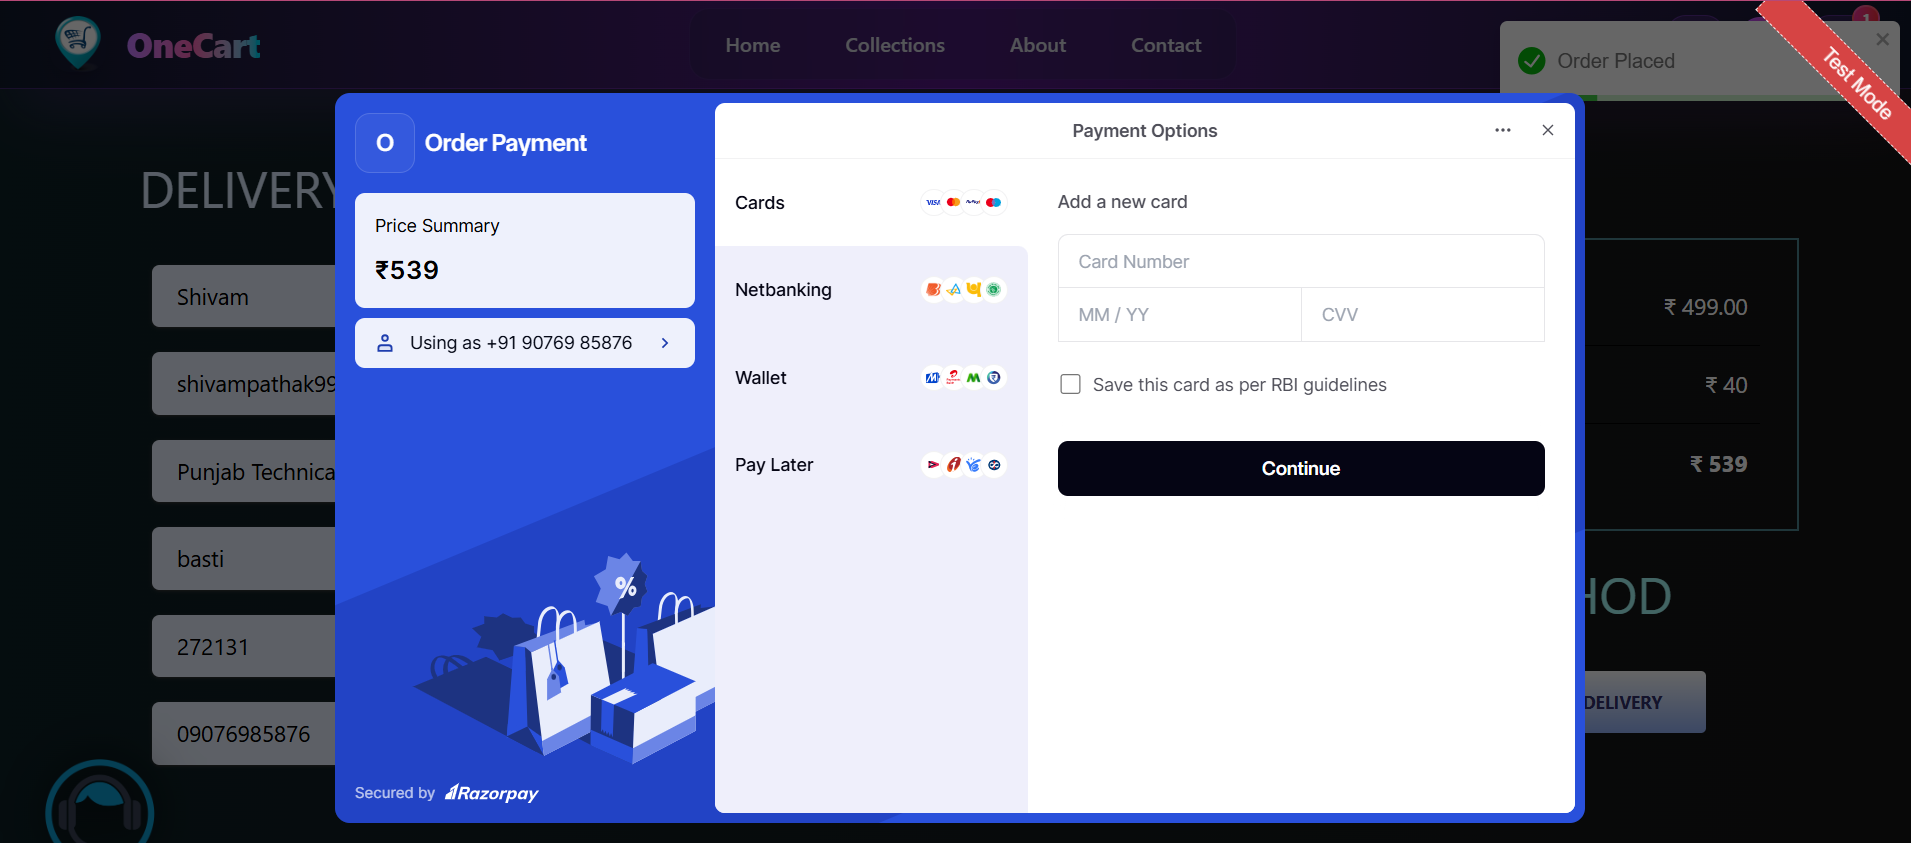 OneCart
Home
Collections
About
Contact
1
Order Placed
Test Mode
DELIVERY
Shivam
shivampathak99
Punjab Technica
basti
272131
09076985876
O
Order Payment
Price Summary
₹539
Using as +91 90769 85876
Secured by Razorpay
Payment Options
Cards
VISA
Netbanking
Wallet
Pay Later
Add a new card
Card Number
MM / YY
CVV
Save this card as per RBI guidelines
Continue
%
₹ 499.00
₹ 40
₹ 539
HOD
DELIVERY